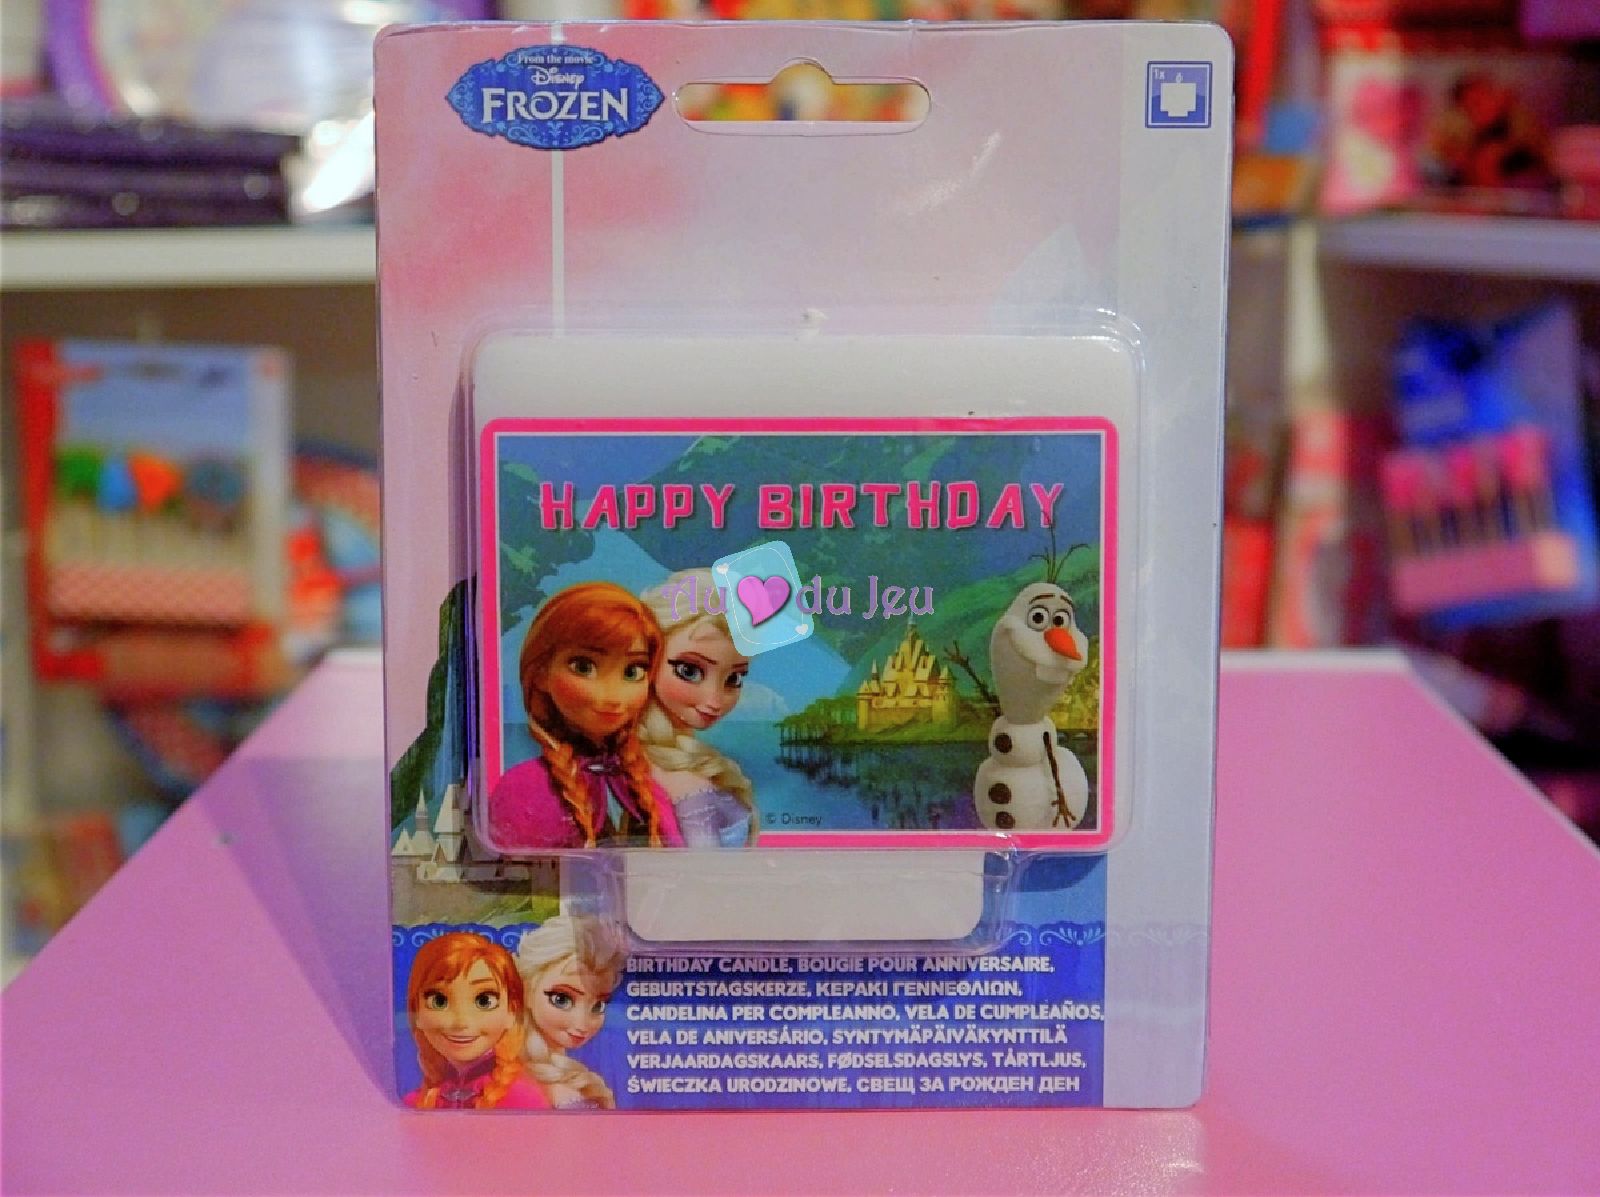 From the movie
Disney
FROZEN
1x
HAPPY BIRTHDAY
Au du Jeu
© Disney
BIRTHDAY CANDLE, BOUGIE POUR ANNIVERSAIRE,
GEBURTSTAGSKERZE, ΚΕΡΑΚΙ ΓΕΝΝΕΘΛΙΩΝ,
CANDELINA PER COMPLEANNO, VELA DE CUMPLEAÑOS,
VELA DE ANIVERSÁRIO, SYNTYMÄPÄIVÄKYNTTILÄ
VERJAARDAGSKAARS, FØDSELSDAGSLYS, TÅRTLJUS,
ŚWIECZKA URODZINOWE, СВЕЩ ЗА РОЖДЕН ДЕН